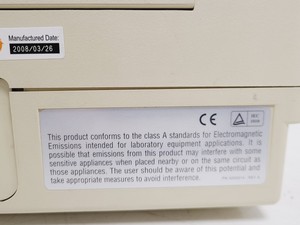 Manufactured Date:
2008/03/26
CE
This product conforms to the class A standards for Electromagnetic
Emissions intended for laboratory equipment applications. It is
possible that emissions from this product may interfere with some
sensitive appliances when placed nearby or on the same circuit as
those appliances. The user should be aware of this potential and
take appropriate measures to avoid interference.